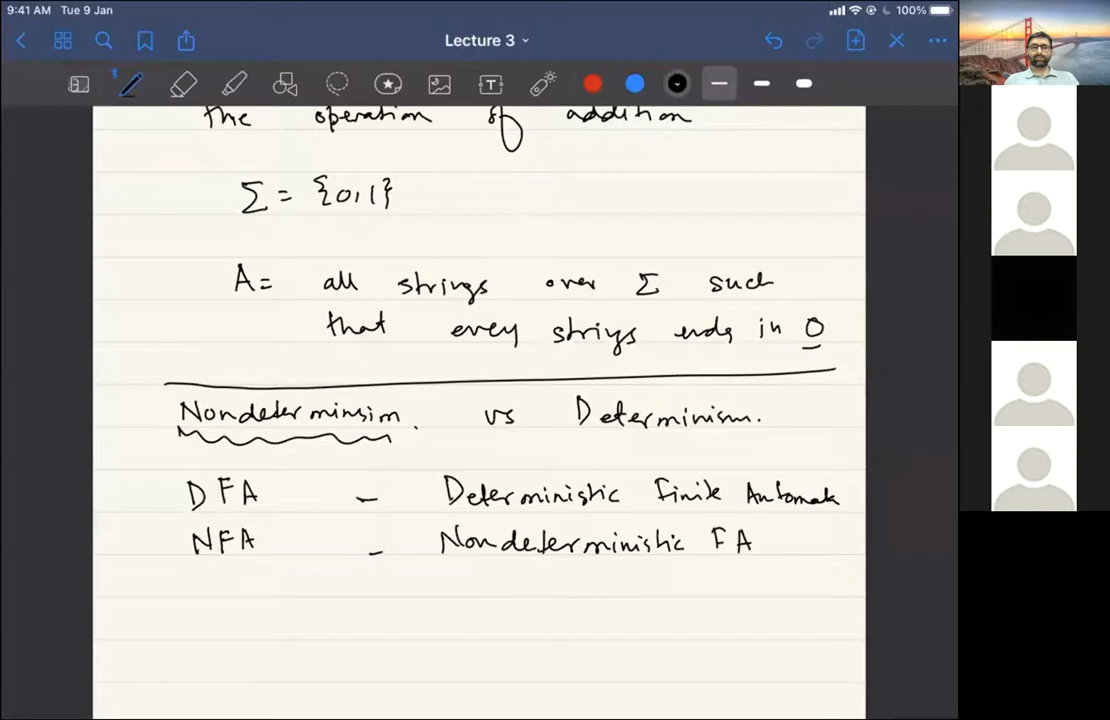 9:41 AM Tue 9 Jan 100%
Lecture 3
the operation of addition
Σ = {0,1}
A = all strings over Σ such
that every strings ends in 0
Nondeterminsim. vs Determinism.
DFA – Deterministic Finite Automata
NFA – Nondeterministic FA